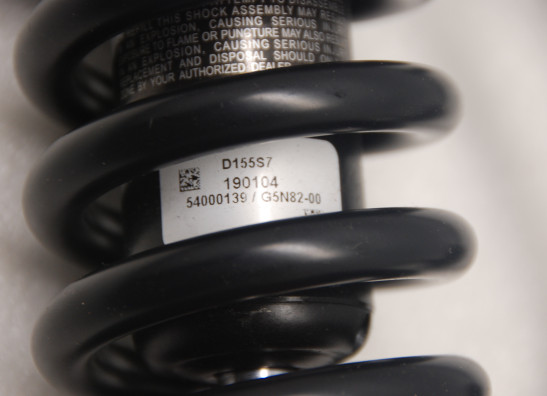 THIS SHOCK ASSEMBLY MAY
EXPLOSION. CAUSING SERIOUS
TO FLAME OR PUNCTURE MAY ALSO
EXPLOSION. CAUSING SERIOUS
AND DISPOSAL SHOULD
BY YOUR AUTHORIZED DEALER
D155S7
190104
54000139 / G5N82-00